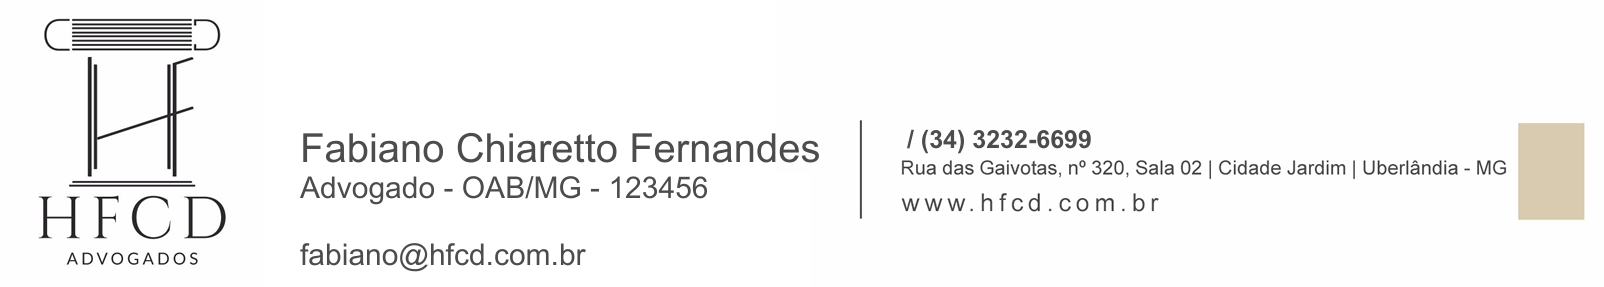 HFCD
ADVOGADOS
Fabiano Chiaretto Fernandes
Advogado - OAB/MG - 123456
fabiano@hfcd.com.br
/ (34) 3232-6699
Rua das Gaivotas, nº 320, Sala 02 | Cidade Jardim | Uberlândia - MG
www.hfcd.com.br